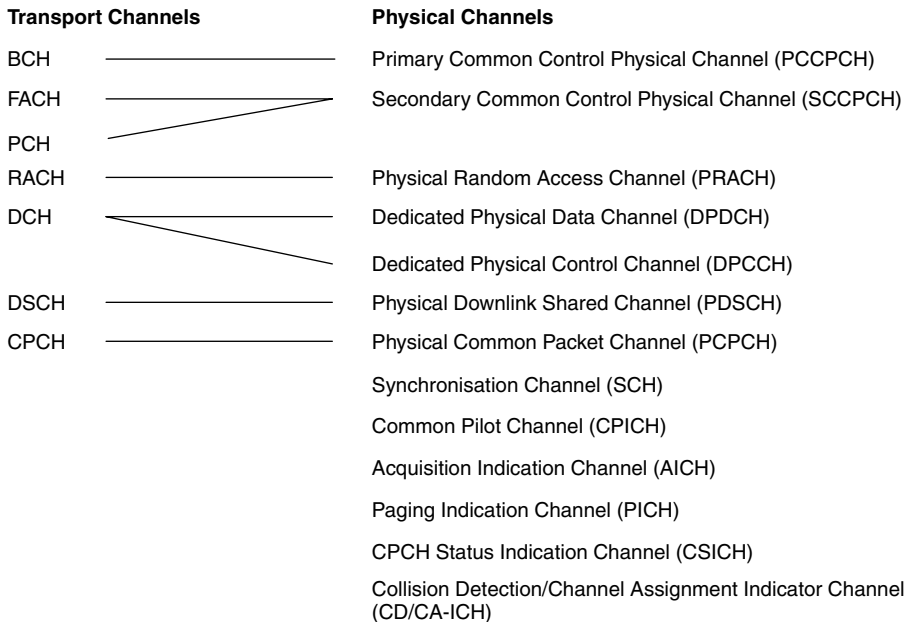 Transport Channels Physical Channels
BCH Primary Common Control Physical Channel (PCCPCH)
FACH Secondary Common Control Physical Channel (SCCPCH)
PCH
RACH Physical Random Access Channel (PRACH)
DCH Dedicated Physical Data Channel (DPDCH)
Dedicated Physical Control Channel (DPCCH)
DSCH Physical Downlink Shared Channel (PDSCH)
CPCH Physical Common Packet Channel (PCPCH)
Synchronisation Channel (SCH)
Common Pilot Channel (CPICH)
Acquisition Indication Channel (AICH)
Paging Indication Channel (PICH)
CPCH Status Indication Channel (CSICH)
Collision Detection/Channel Assignment Indicator Channel
(CD/CA-ICH)